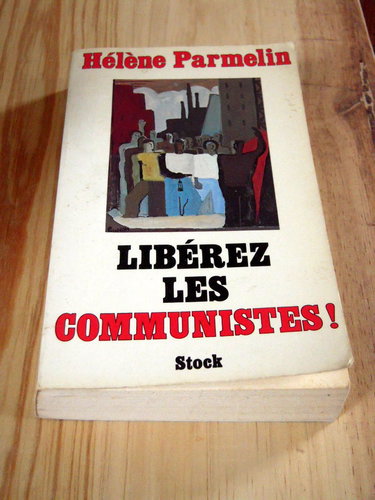 Hélène Parmelin
LIBÉREZ
LES
COMMUNISTES!
Stock